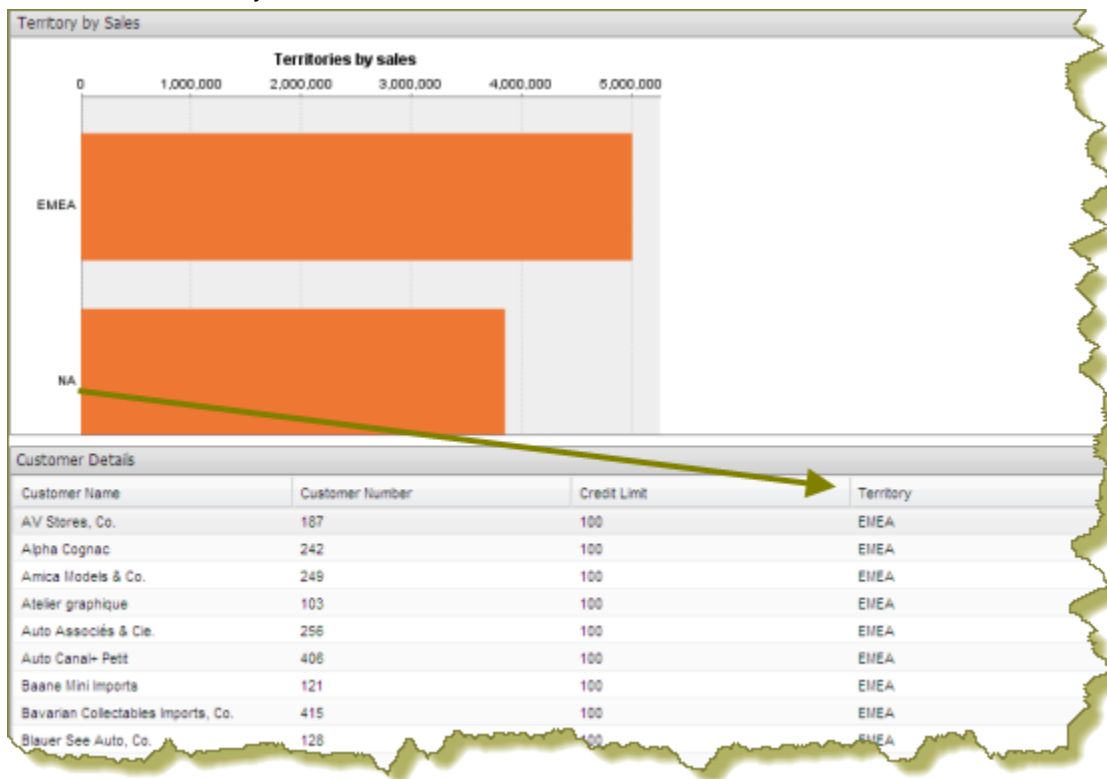 Territory by Sales
Territories by sales
0 1,000,000 2,000,000 3,000,000 4,000,000 5,000,000
EMEA
NA
Customer Details
Customer Name Customer Number Credit Limit Territory
AV Stores, Co. 187 100 EMEA
Alpha Cognac 242 100 EMEA
Amica Models & Co. 249 100 EMEA
Atelier graphique 103 100 EMEA
Auto Associés & Cie. 256 100 EMEA
Auto Canal+ Petit 406 100 EMEA
Baane Mini Imports 121 100 EMEA
Bavarian Collectables Imports, Co. 415 100 EMEA
Blauer See Auto, Co. 128 100 EMEA